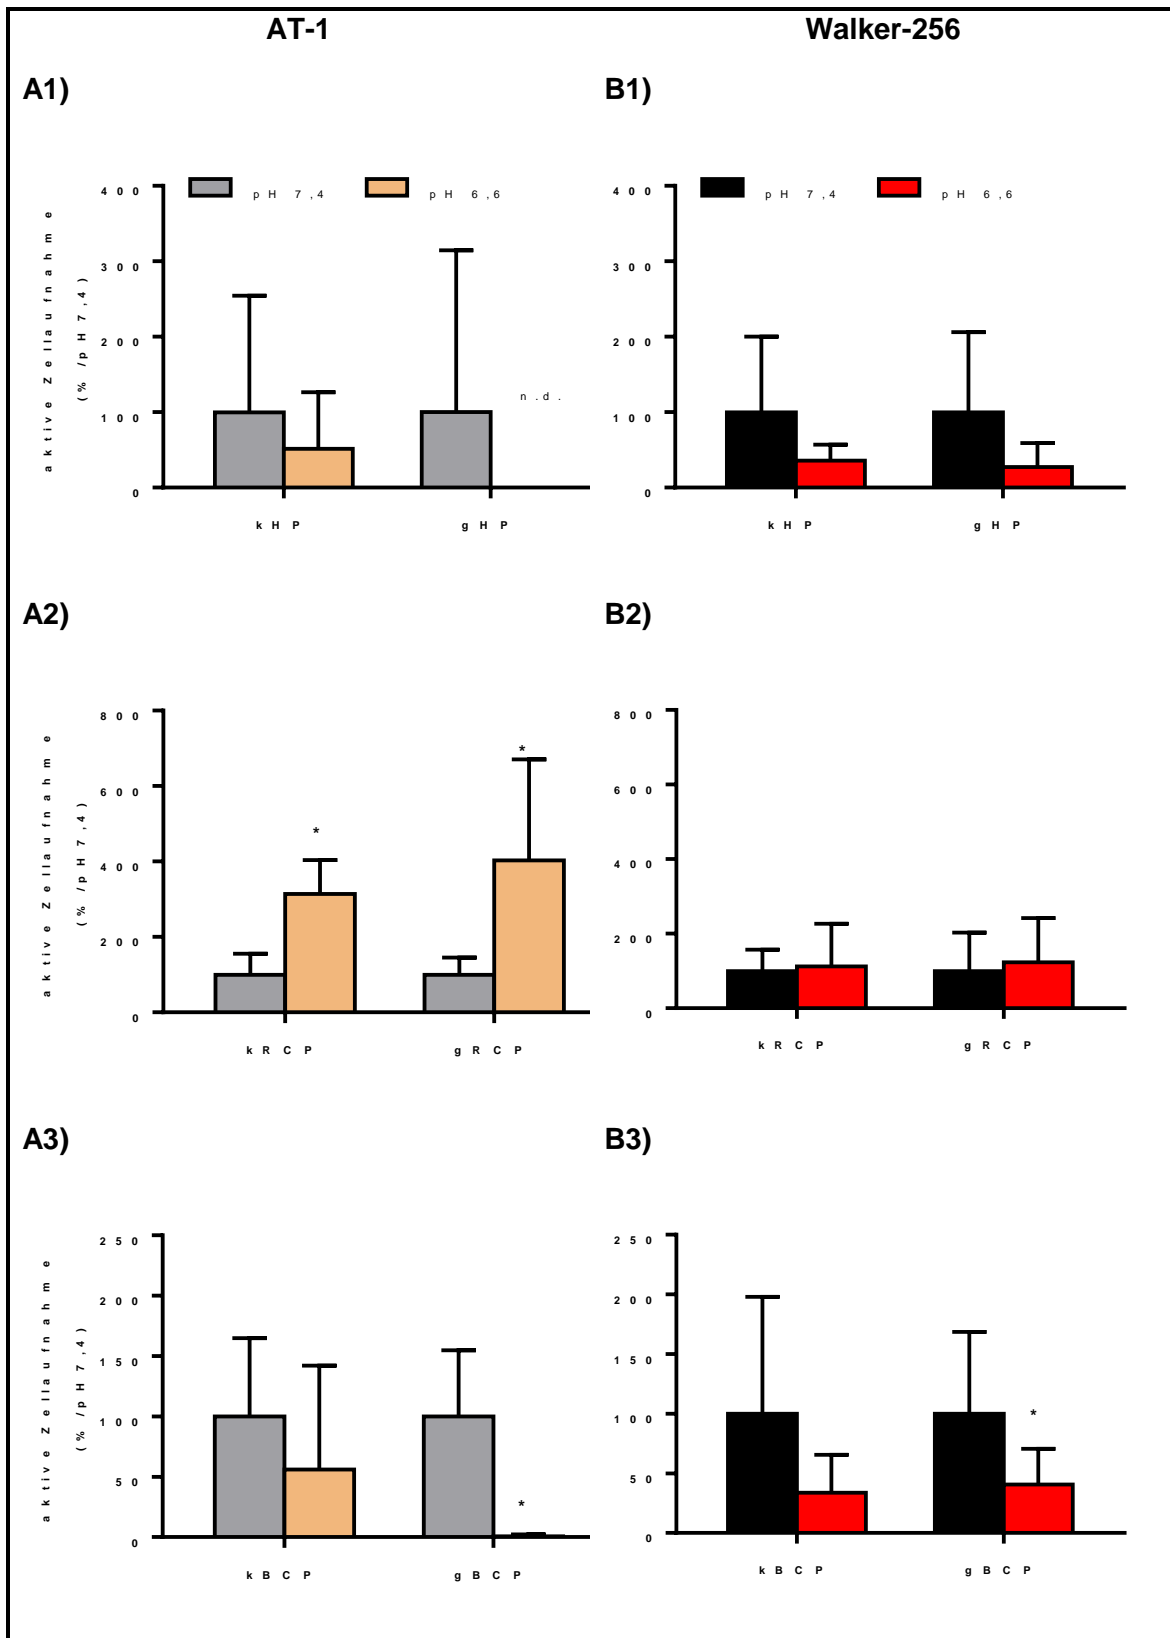 AT-1 Walker-256
A1) B1)
aktive Zellaufnahme
(% /pH 7,4)
400
300
200
100
0
pH 7,4 pH 6,6
n.d.
kHP gHP
400
300
200
100
0
pH 7,4 pH 6,6
kHP gHP
A2) B2)
aktive Zellaufnahme
(% /pH 7,4)
800
600
400
200
0
* *
kRCP gRCP
800
600
400
200
0
kRCP gRCP
A3) B3)
aktive Zellaufnahme
(% /pH 7,4)
250
200
150
100
50
0
*
kBCP gBCP
250
200
150
100
50
0
*
kBCP gBCP